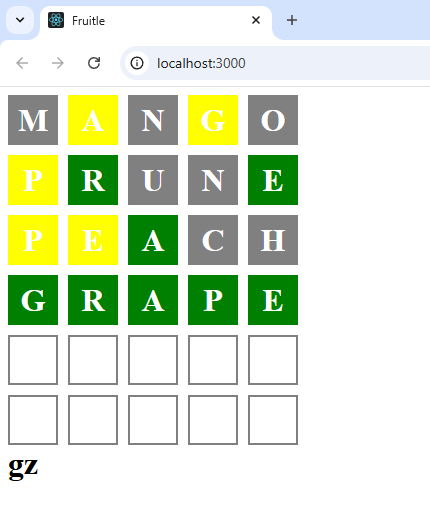 Fruitle
localhost:3000
M A N G O
P R U N E
P E A C H
G R A P E
gz